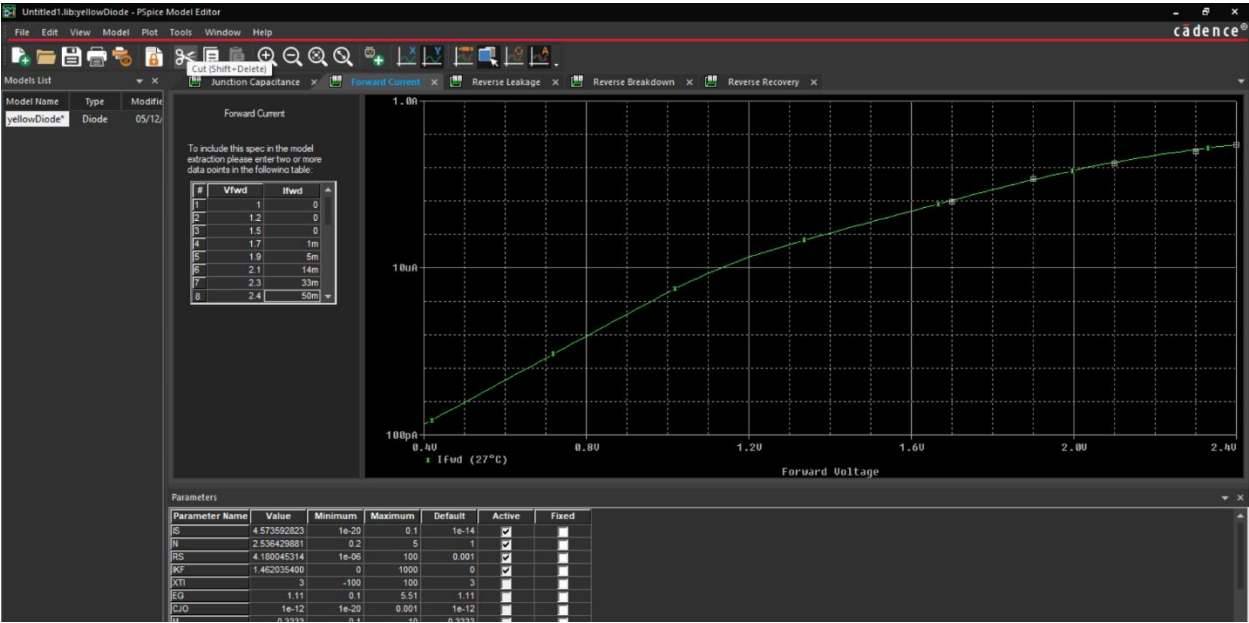 Untitled1.lib:yellowDiode - PSpice Model Editor
File Edit View Model Plot Tools Window Help
cādence®
Cut (Shift+Delete)
Models List
Junction Capacitance
Forward Current
Reverse Leakage
Reverse Breakdown
Reverse Recovery
Model Name Type Modifie
yellowDiode* Diode 05/12/
Forward Current
To include this spec in the model
extraction please enter two or more
data points in the following table:
# Vfwd Ifwd
1 1 0
2 1.2 0
3 1.5 0
4 1.7 1m
5 1.9 5m
6 2.1 14m
7 2.3 33m
8 2.4 50m
1.0A
10uA
100pA
0.4V 0.8V 1.2V 1.6V 2.0V 2.4V
Ifwd (27°C)
Forward Voltage
Parameters
Parameter Name Value Minimum Maximum Default Active Fixed
IS 4.573592823 1e-20 0.1 1e-14
N 2.536429881 0.2 5 1
RS 4.180045314 1e-06 100 0.001
IKF 1.462035400 0 1000 0
XTI 3 -100 100 3
EG 1.11 0.1 5.51 1.11
CJO 1e-12 1e-20 0.001 1e-12
M 0.3333 0.1 10 0.3333